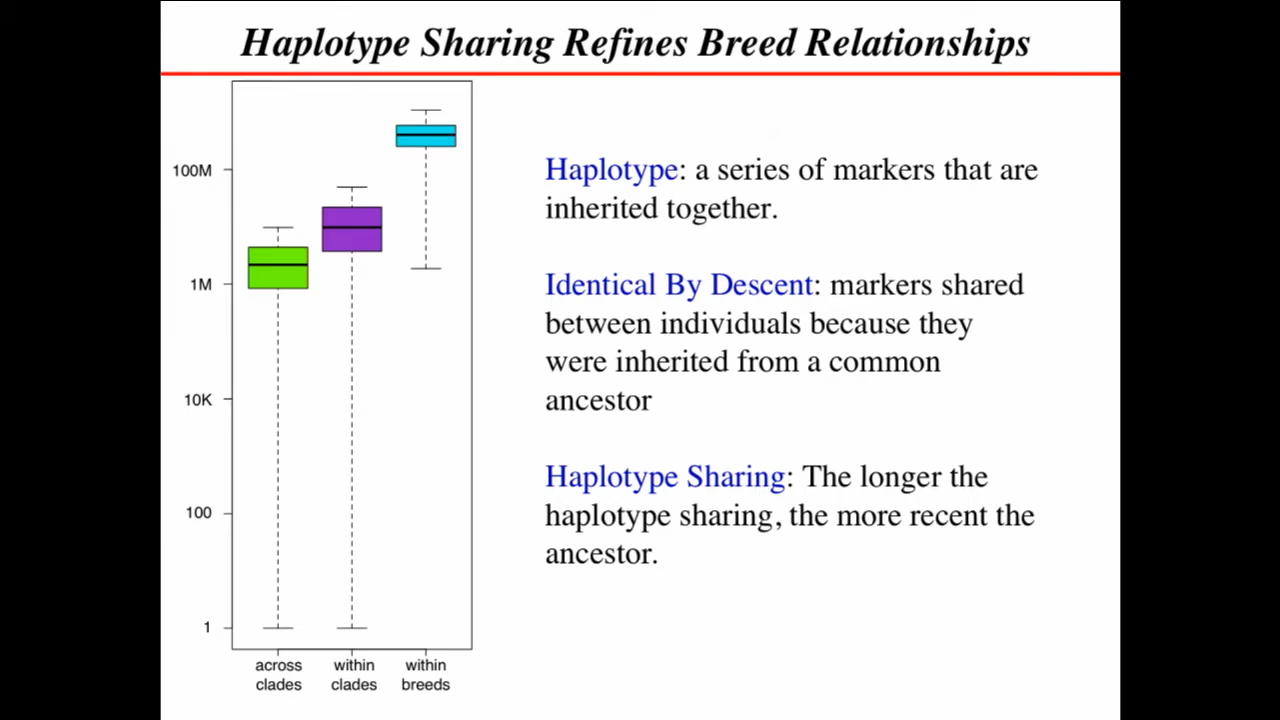 Haplotype Sharing Refines Breed Relationships
100M
1M
10K
100
1
across
clades
within
clades
within
breeds
Haplotype: a series of markers that are
inherited together.
Identical By Descent: markers shared
between individuals because they
were inherited from a common
ancestor
Haplotype Sharing: The longer the
haplotype sharing, the more recent the
ancestor.